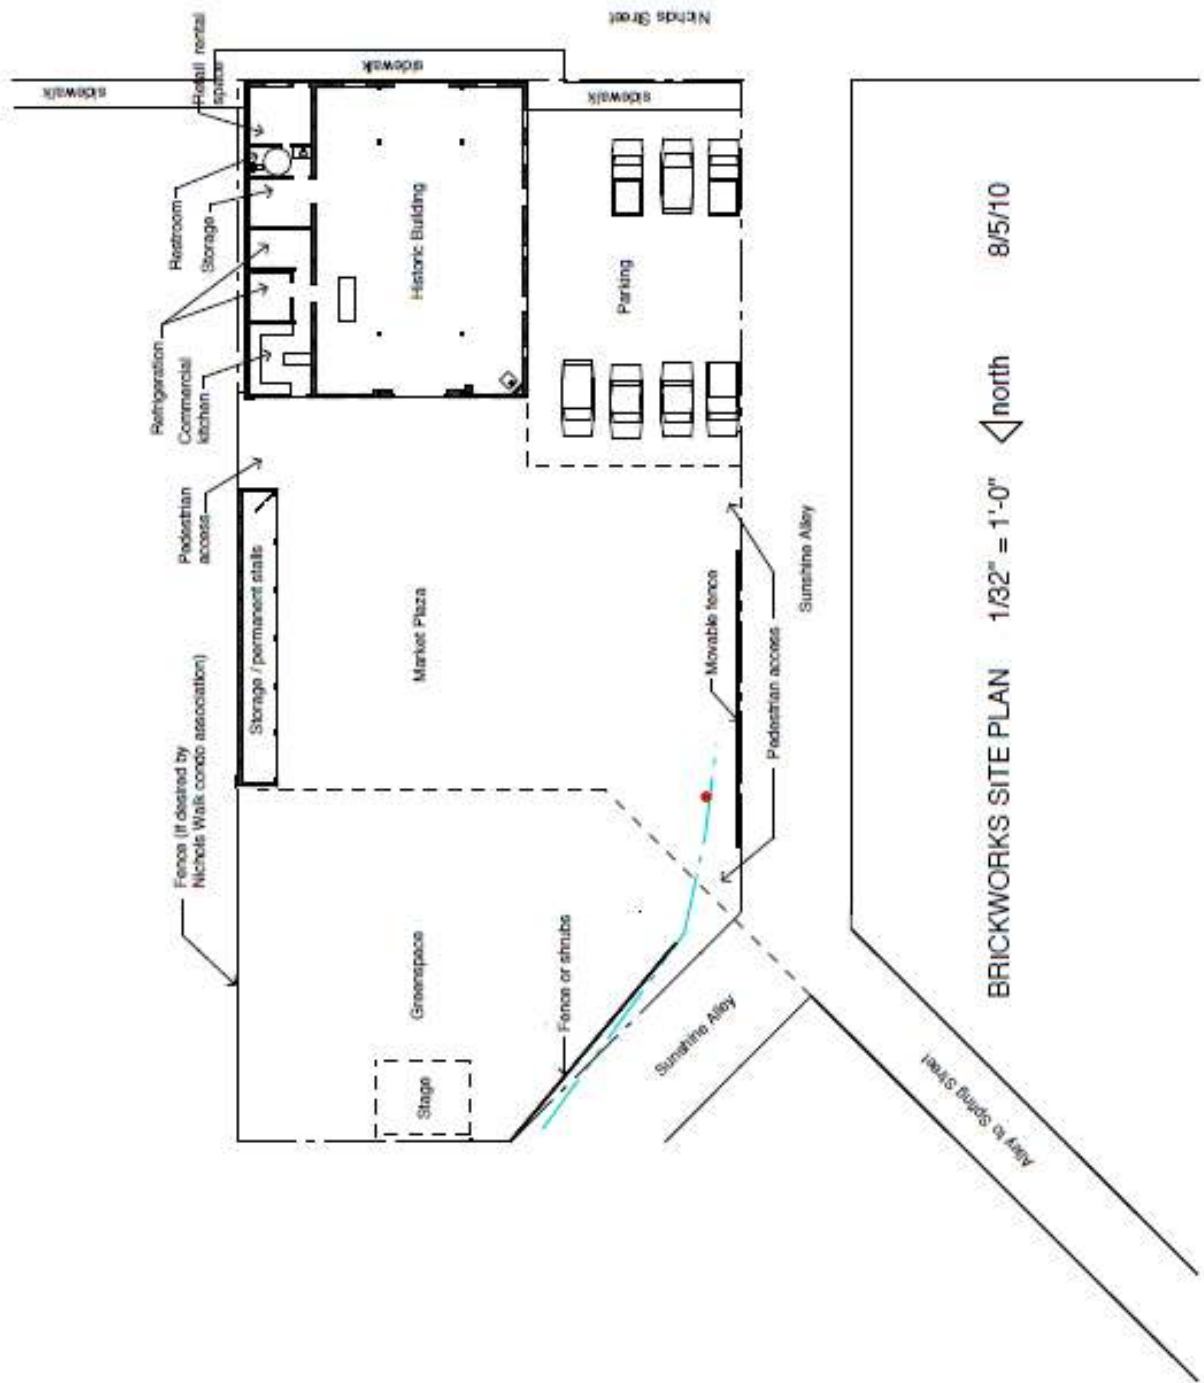 Nichols Street
sidewalk
sidewalk
sidewalk
Retail rental
space
Restroom
Storage
Refrigeration
Commercial
kitchen
Historic Building
Parking
Pedestrian
access
Storage / permanent stalls
Market Plaza
Movable fence
Pedestrian access
Sunshine Alley
Fence (if desired by
Nichols Walk condo association)
Greenspace
Stage
Fence or shrubs
Sunshine Alley
Alley to Spring Street
BRICKWORKS SITE PLAN 1/32" = 1'-0" north 8/5/10